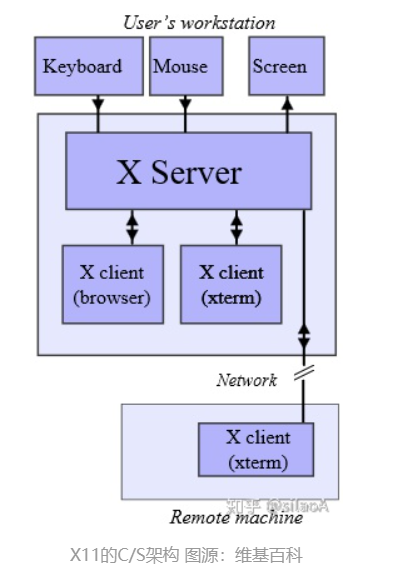 User's workstation
Keyboard
Mouse
Screen
X Server
X client
(browser)
X client
(xterm)
Network
X client
(xterm)
知乎 @sifaoA
Remote machine
X11的C/S架构 图源：维基百科